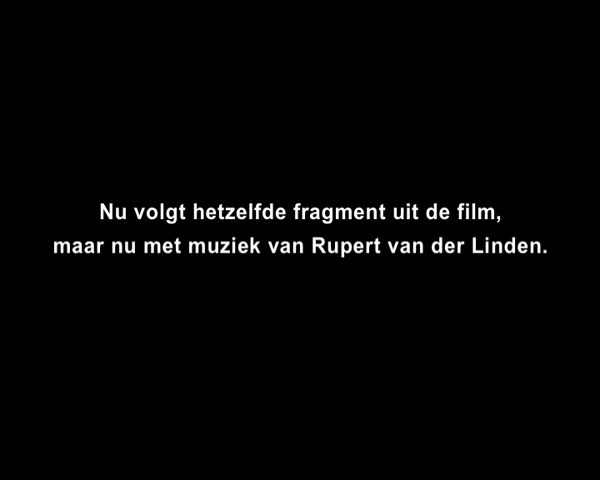 Nu volgt hetzelfde fragment uit de film,
maar nu met muziek van Rupert van der Linden.